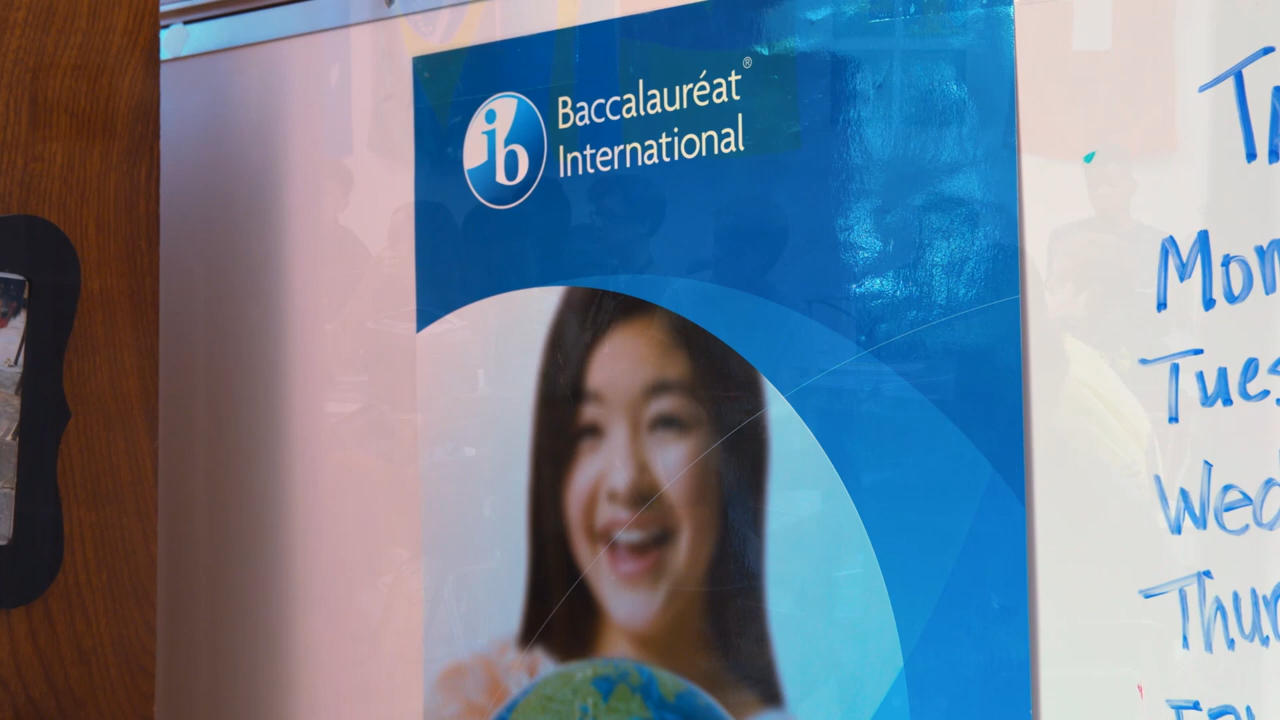 ib
Baccalauréat®
International
Mon
Tues
Wed
Thur